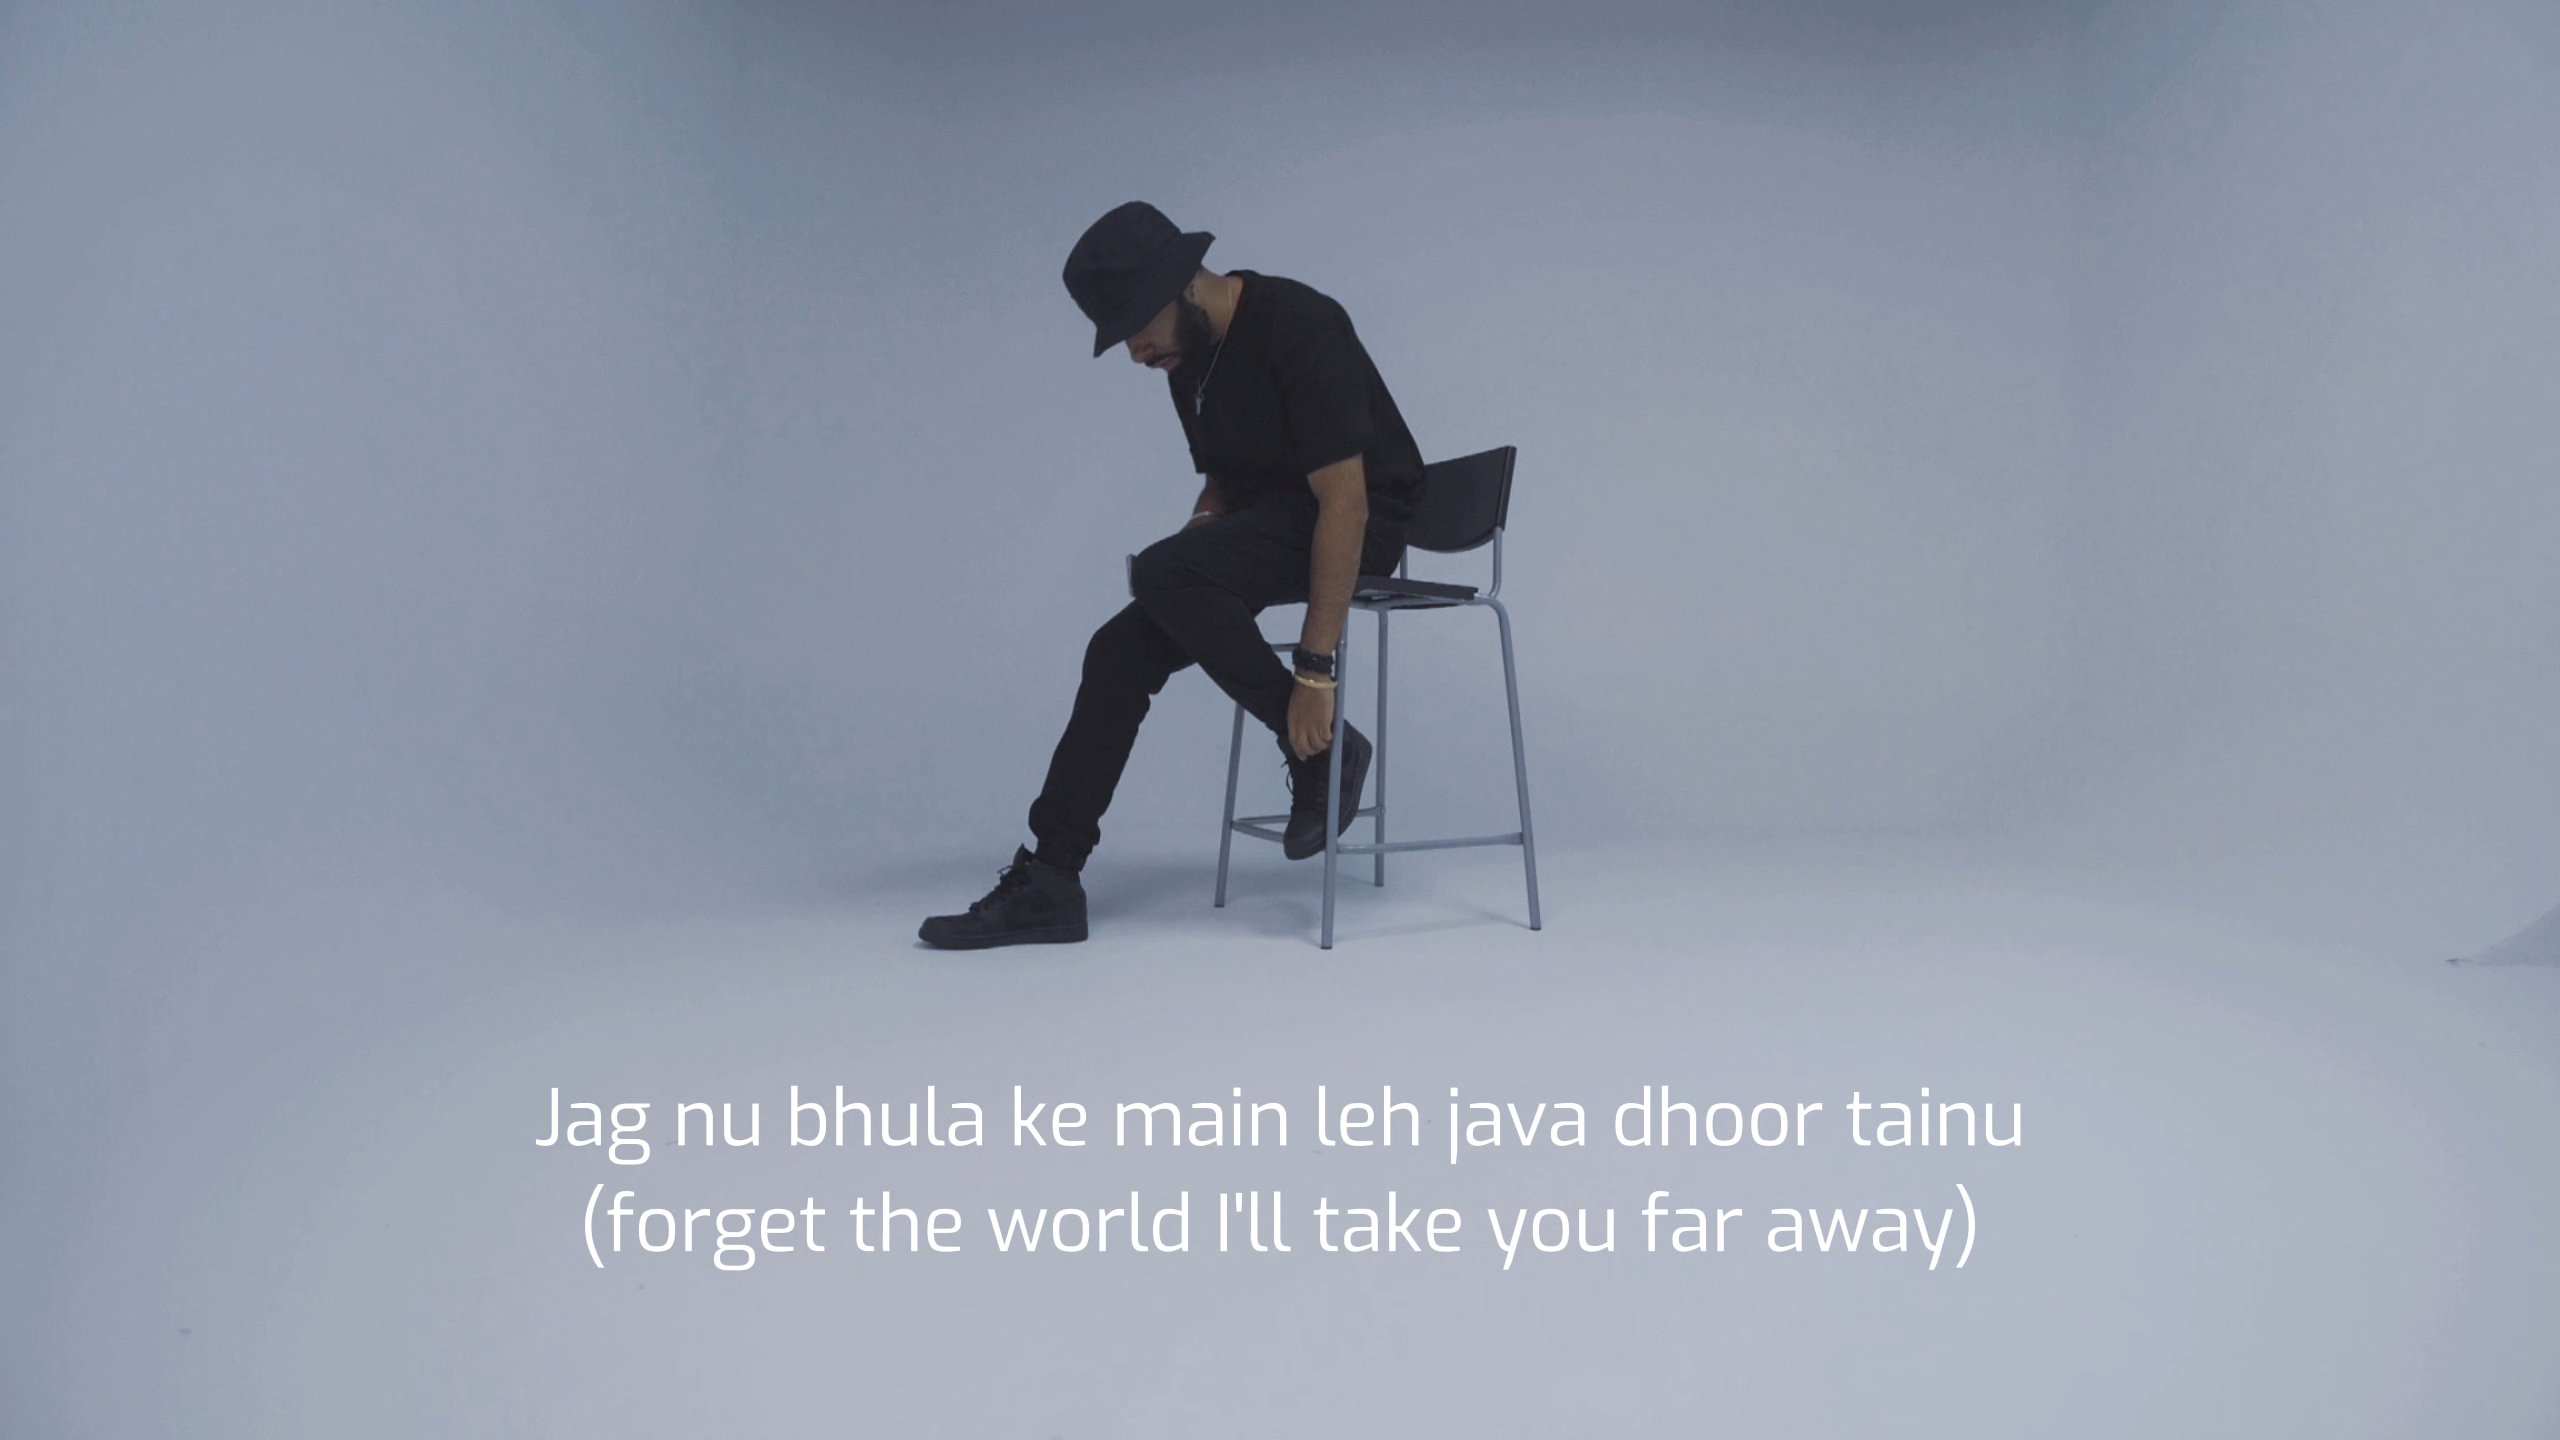 Jag nu bhula ke main leh java dhoor tainu
(forget the world I'll take you far away)